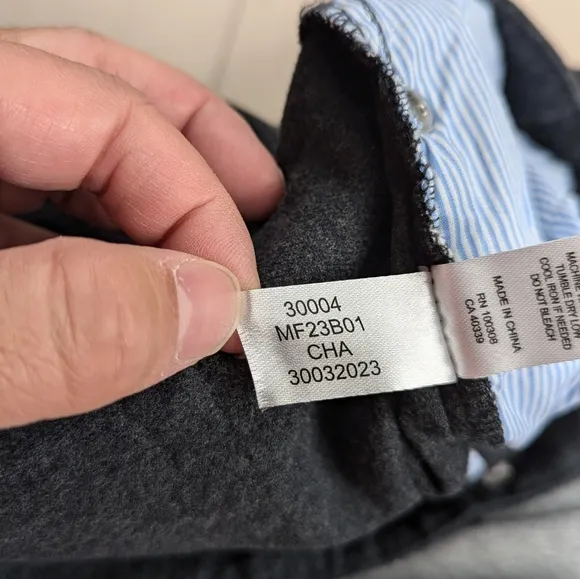 30004
MF23B01
CHA
30032023
MACHINE
TUMBLE DRY LOW
COOL IRON IF NEEDED
DO NOT BLEACH
MADE IN CHINA
RN 100308
CA 40339